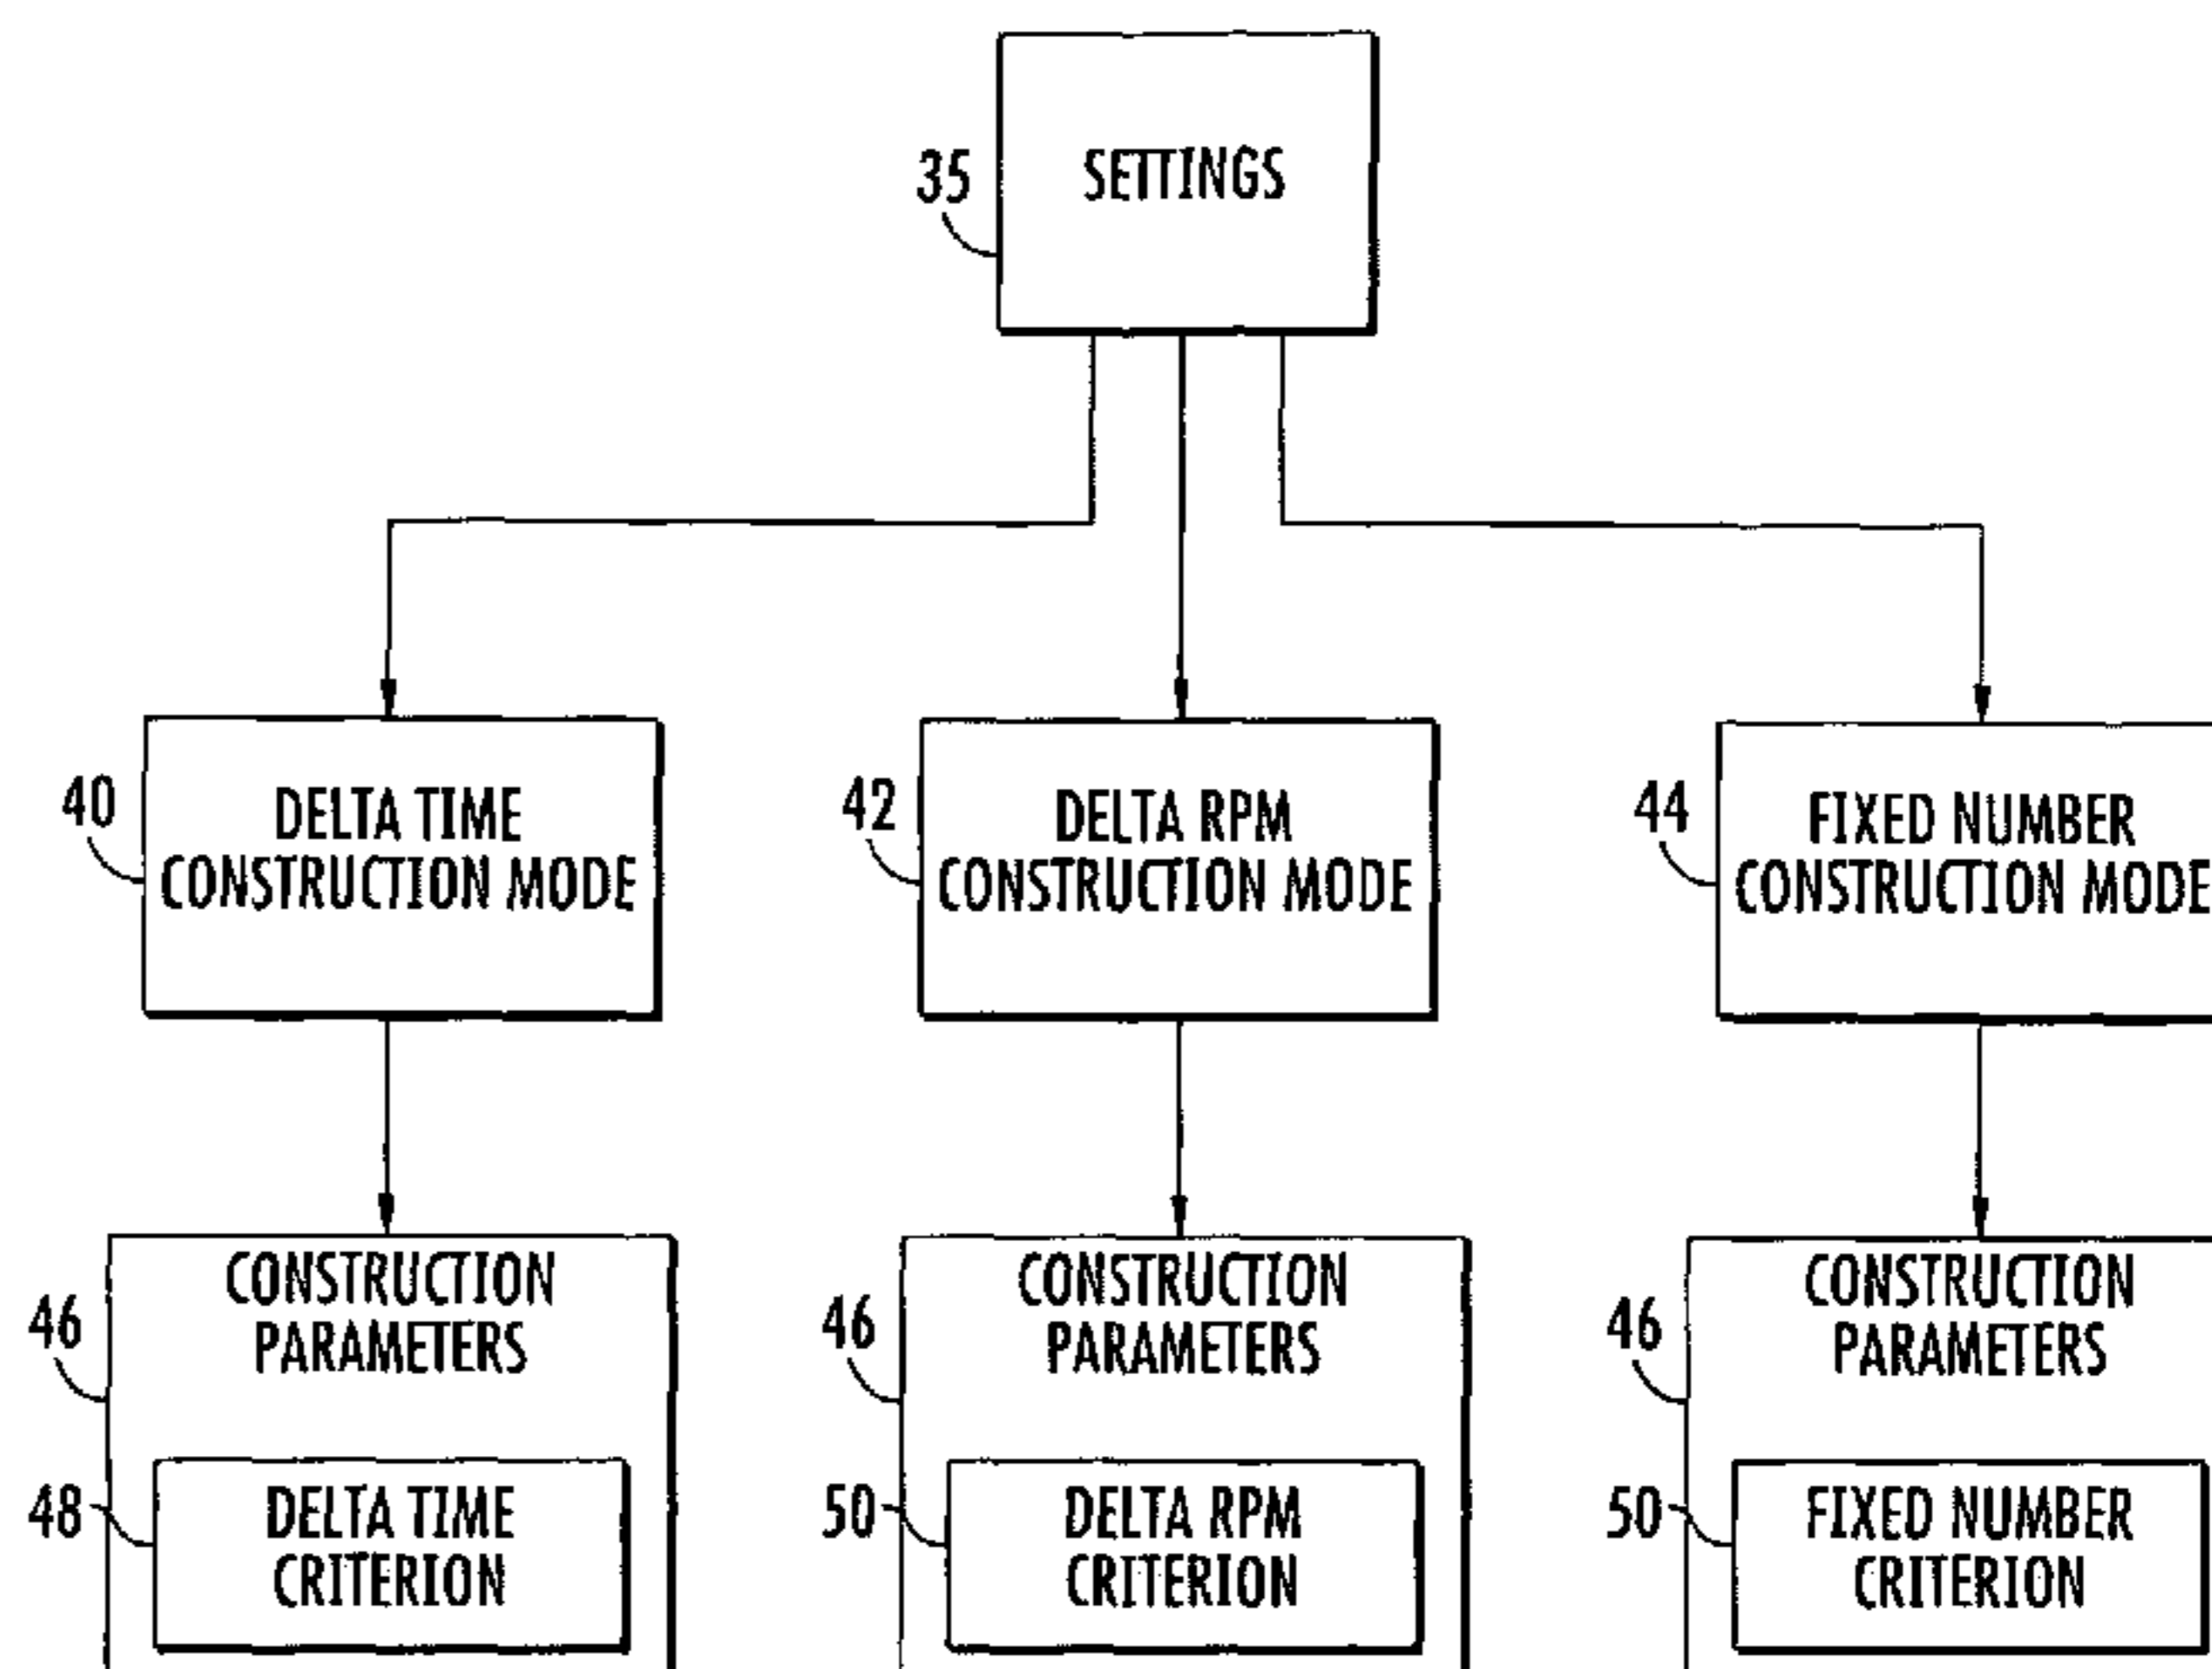 35
SETTINGS
40
DELTA TIME
CONSTRUCTION MODE
42
DELTA RPM
CONSTRUCTION MODE
44
FIXED NUMBER
CONSTRUCTION MODE
46
CONSTRUCTION
PARAMETERS
48
DELTA TIME
CRITERION
46
CONSTRUCTION
PARAMETERS
50
DELTA RPM
CRITERION
46
CONSTRUCTION
PARAMETERS
50
FIXED NUMBER
CRITERION